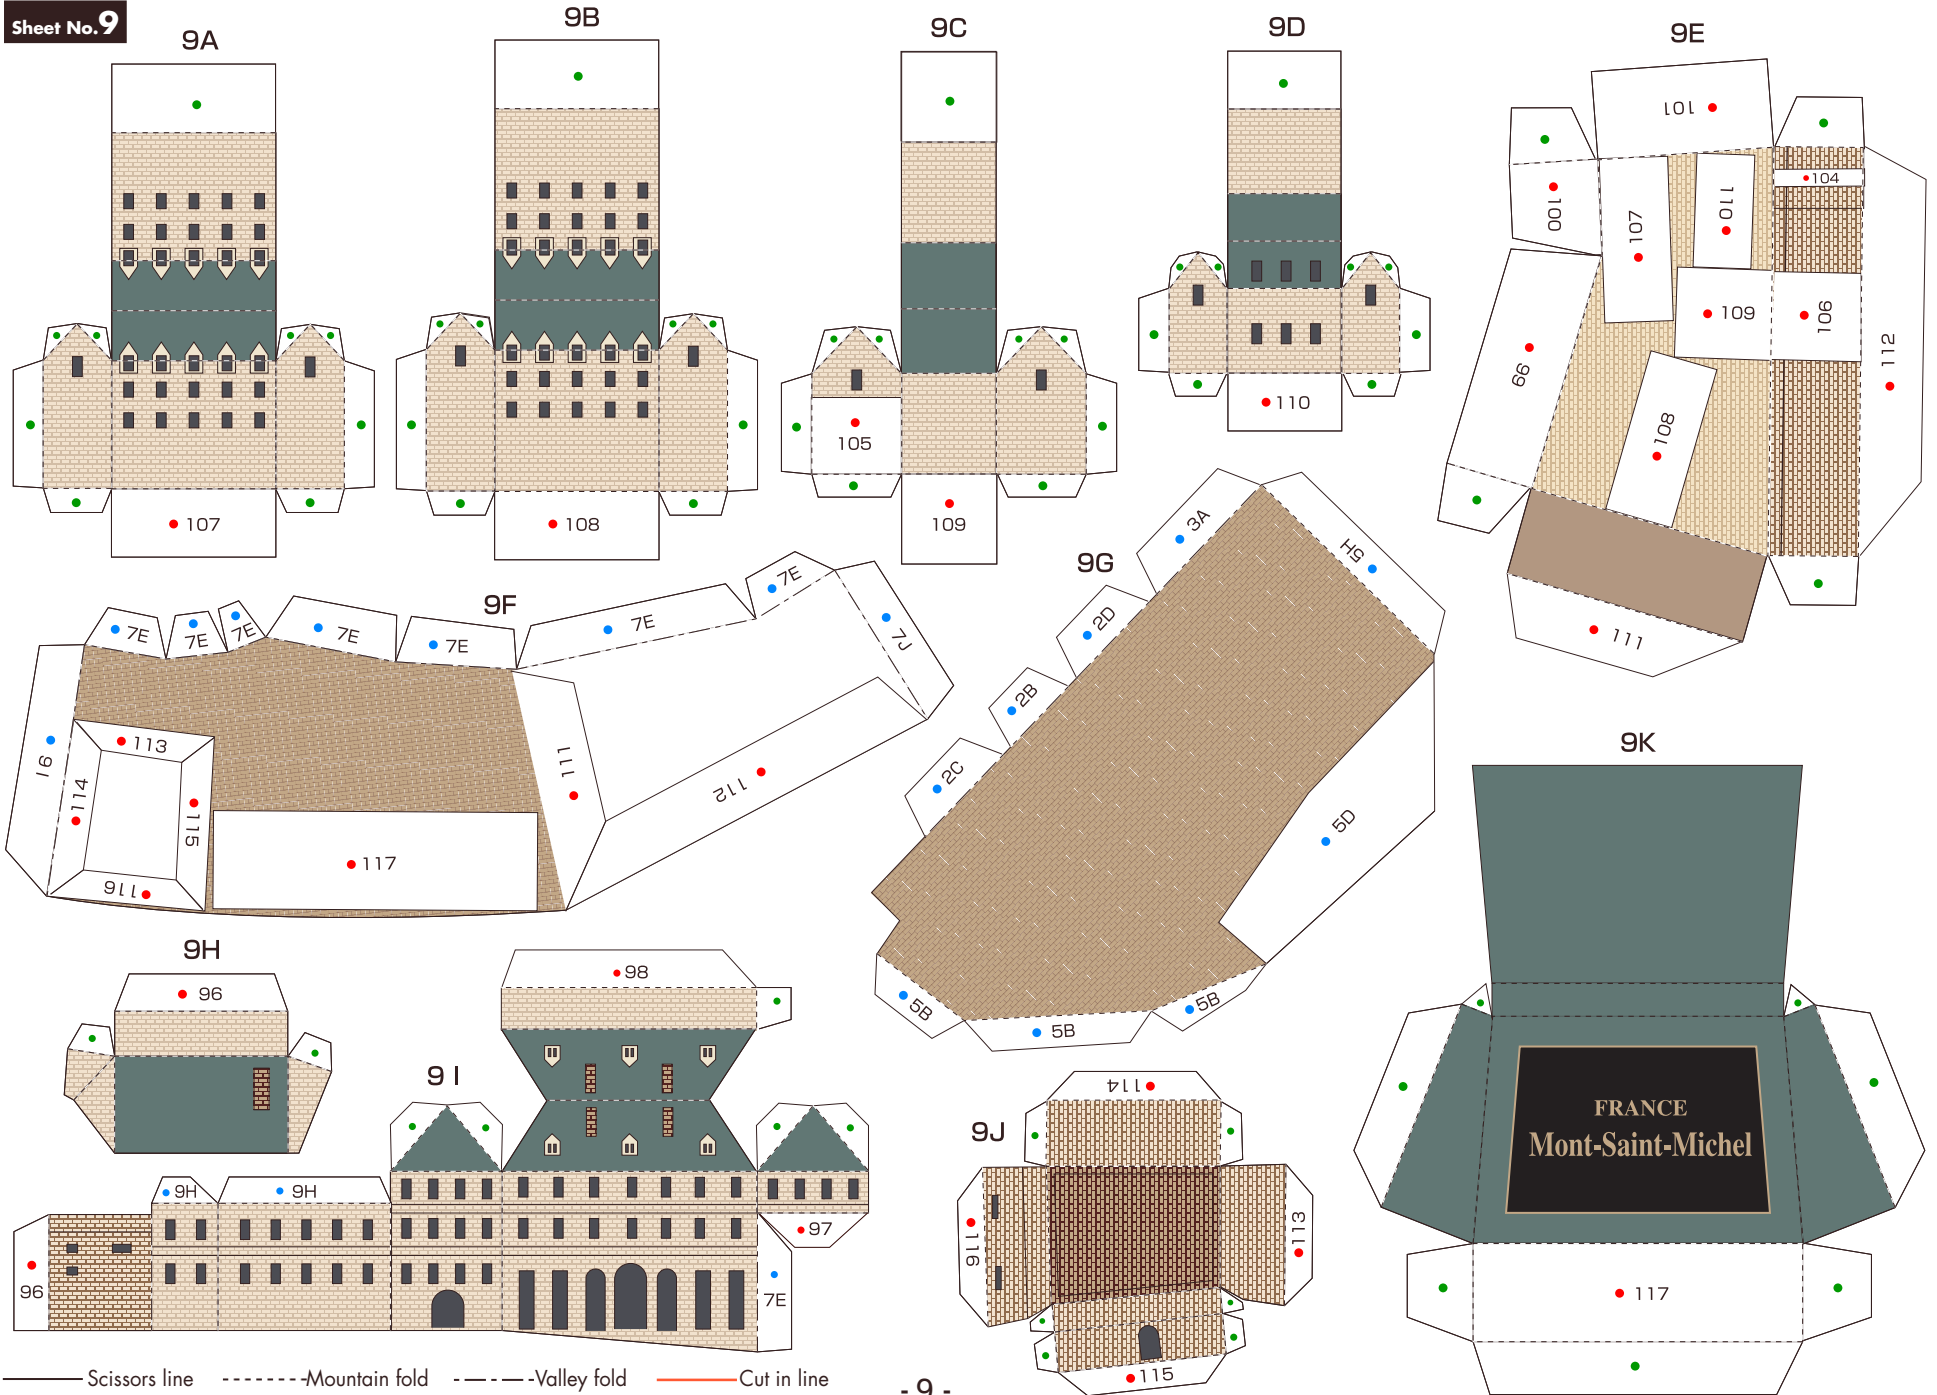 Sheet No.9
9A
9B
9C
9D
9E
107
108
105
109
110
101
100
107
110
104
99
109
106
112
108
111
9F
7E
7E
7E
7E
7E
7E
7E
7J
9I
113
114
115
116
117
111
112
9G
3A
5H
2D
2B
2C
5D
5B
5B
5B
9H
96
9I
98
9H
9H
96
97
7E
9J
114
116
113
115
9K
FRANCE
Mont-Saint-Michel
117
Scissors line
Mountain fold
Valley fold
Cut in line
- 9 -